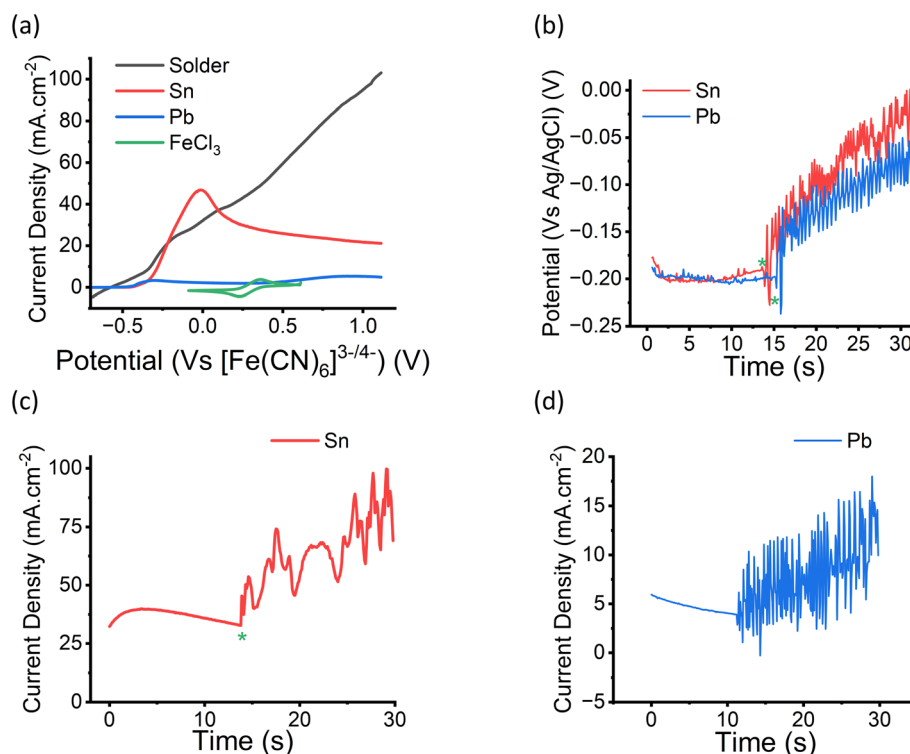 (a)
Solder
Sn
Pb
FeCl₃
100
80
60
40
20
0
−0.5
0.0
0.5
1.0
Current Density (mA.cm⁻²)
Potential (Vs [Fe(CN)₆]³⁻/⁴⁻) (V)
(b)
Sn
Pb
0.00
−0.05
−0.10
−0.15
−0.20
−0.25
*
*
0
5
10
15
20
25
30
Potential (Vs Ag/AgCl) (V)
Time (s)
(c)
Sn
100
75
50
25
0
*
0
10
20
30
Current Density (mA.cm⁻²)
Time (s)
(d)
Pb
20
15
10
5
0
−5
0
10
20
30
Current Density (mA.cm⁻²)
Time (s)